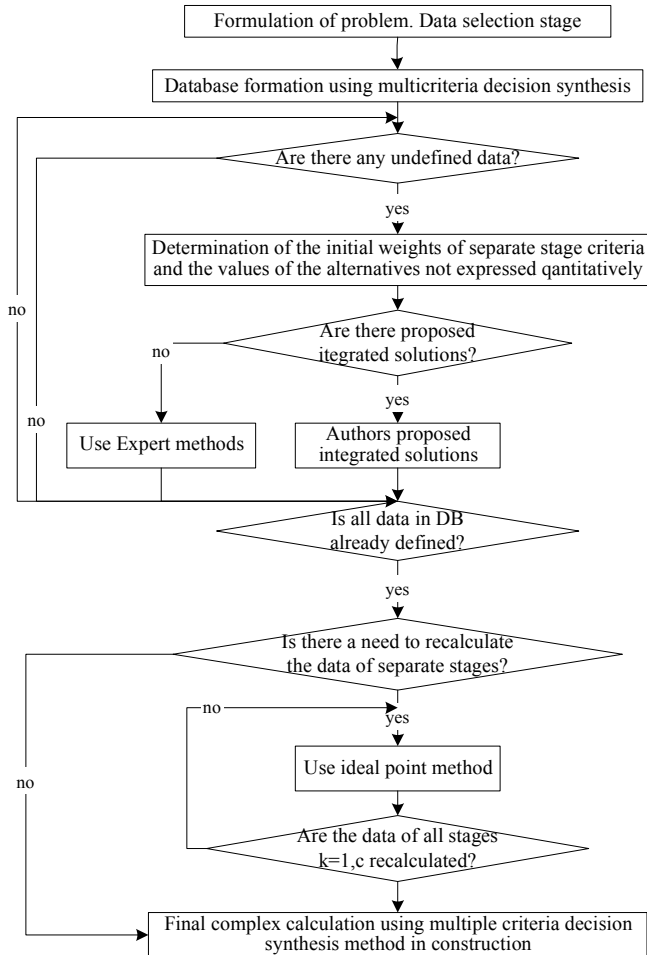 Formulation of problem. Data selection stage
Database formation using multicriteria decision synthesis
Are there any undefined data?
yes
Determination of the initial weights of separate stage criteria
and the values of the alternatives not expressed qantitatively
no
Are there proposed
itegrated solutions?
no
yes
no
Use Expert methods
Authors proposed
integrated solutions
Is all data in DB
already defined?
yes
Is there a need to recalculate
the data of separate stages?
no
yes
Use ideal point method
no
Are the data of all stages
k=1,c recalculated?
Final complex calculation using multiple criteria decision
synthesis method in construction